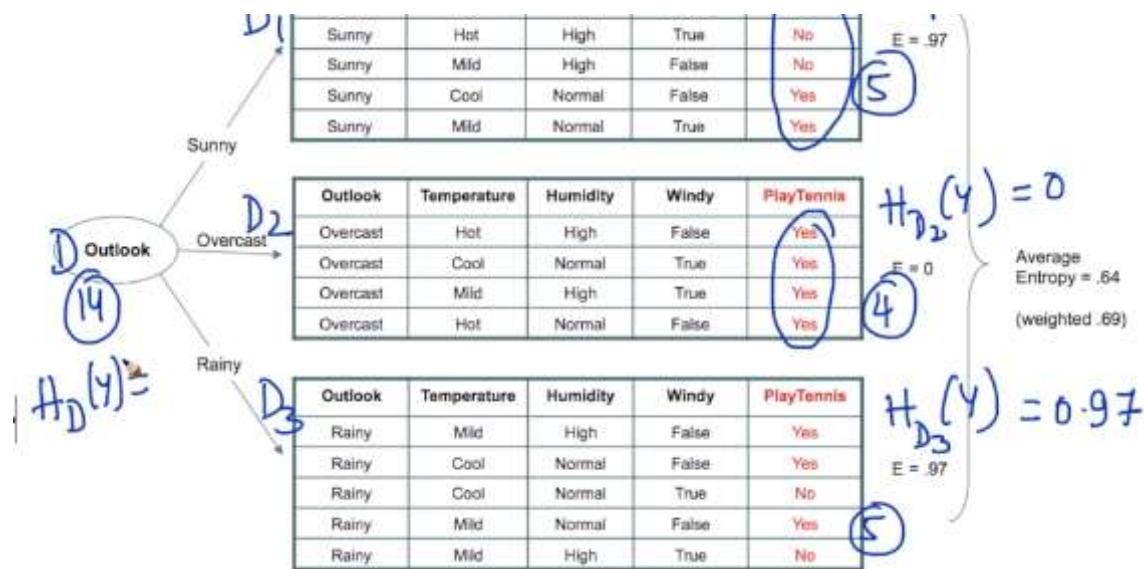 D1
Sunny Hot High True No
E = .97
Sunny Mild High False No
5
Sunny Cool Normal False Yes
Sunny Mild Normal True Yes
Sunny
Outlook Temperature Humidity Windy PlayTennis
D2
H_D2(Y) = 0
Overcast Hot High False Yes
Overcast
D Outlook
Overcast Cool Normal True Yes
E = 0
Average
Entropy = .64
14
Overcast Mild High True Yes
4
Overcast Hot Normal False Yes
(weighted .69)
Rainy
H_D(Y) =
D3
Outlook Temperature Humidity Windy PlayTennis
H_D3(Y) = 0.97
Rainy Mild High False Yes
Rainy Cool Normal False Yes
E = .97
Rainy Cool Normal True No
Rainy Mild Normal False Yes
5
Rainy Mild High True No